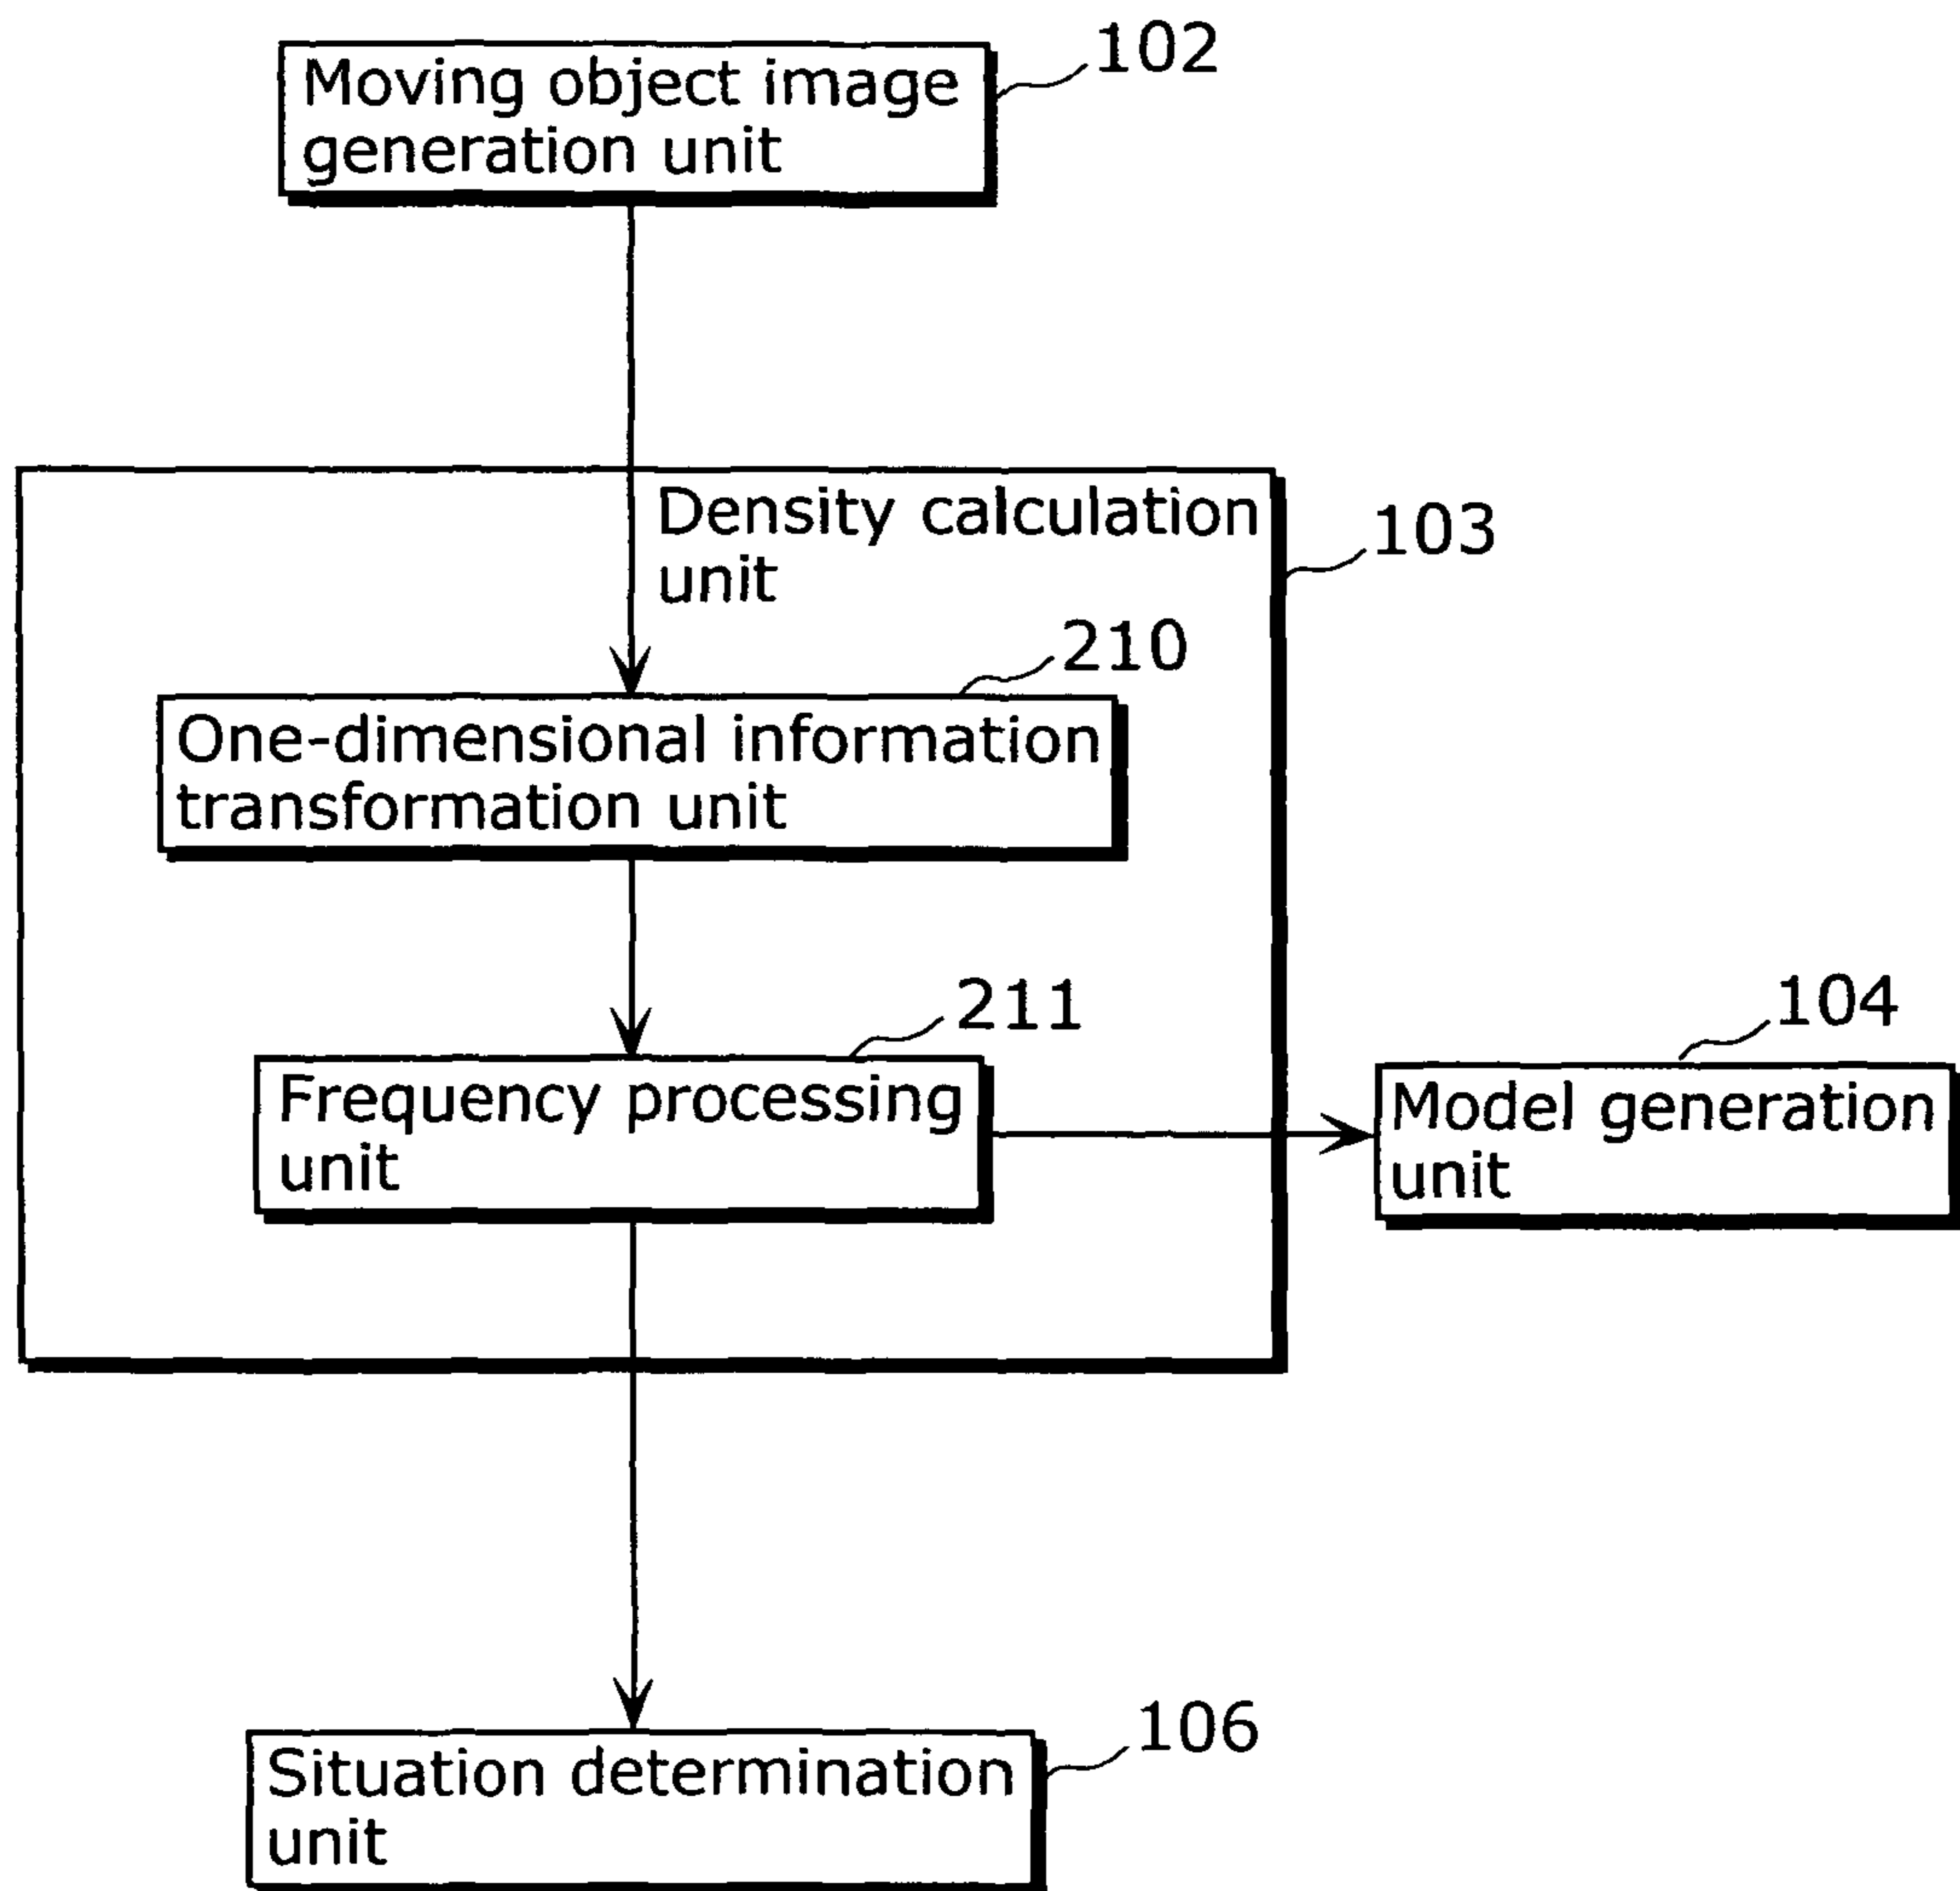 102
Moving object image
generation unit
Density calculation
unit
103
210
One-dimensional information
transformation unit
211
Frequency processing
unit
104
Model generation
unit
106
Situation determination
unit